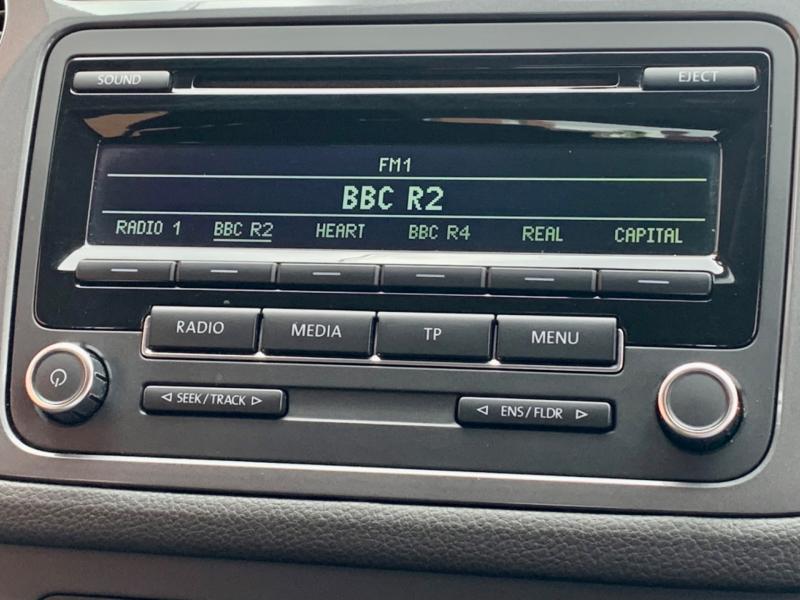 SOUND EJECT
FM1
BBC R2
RADIO 1 BBC R2 HEART BBC R4 REAL CAPITAL
RADIO MEDIA TP MENU
◁ SEEK/TRACK ▷ ◁ ENS/FLDR ▷